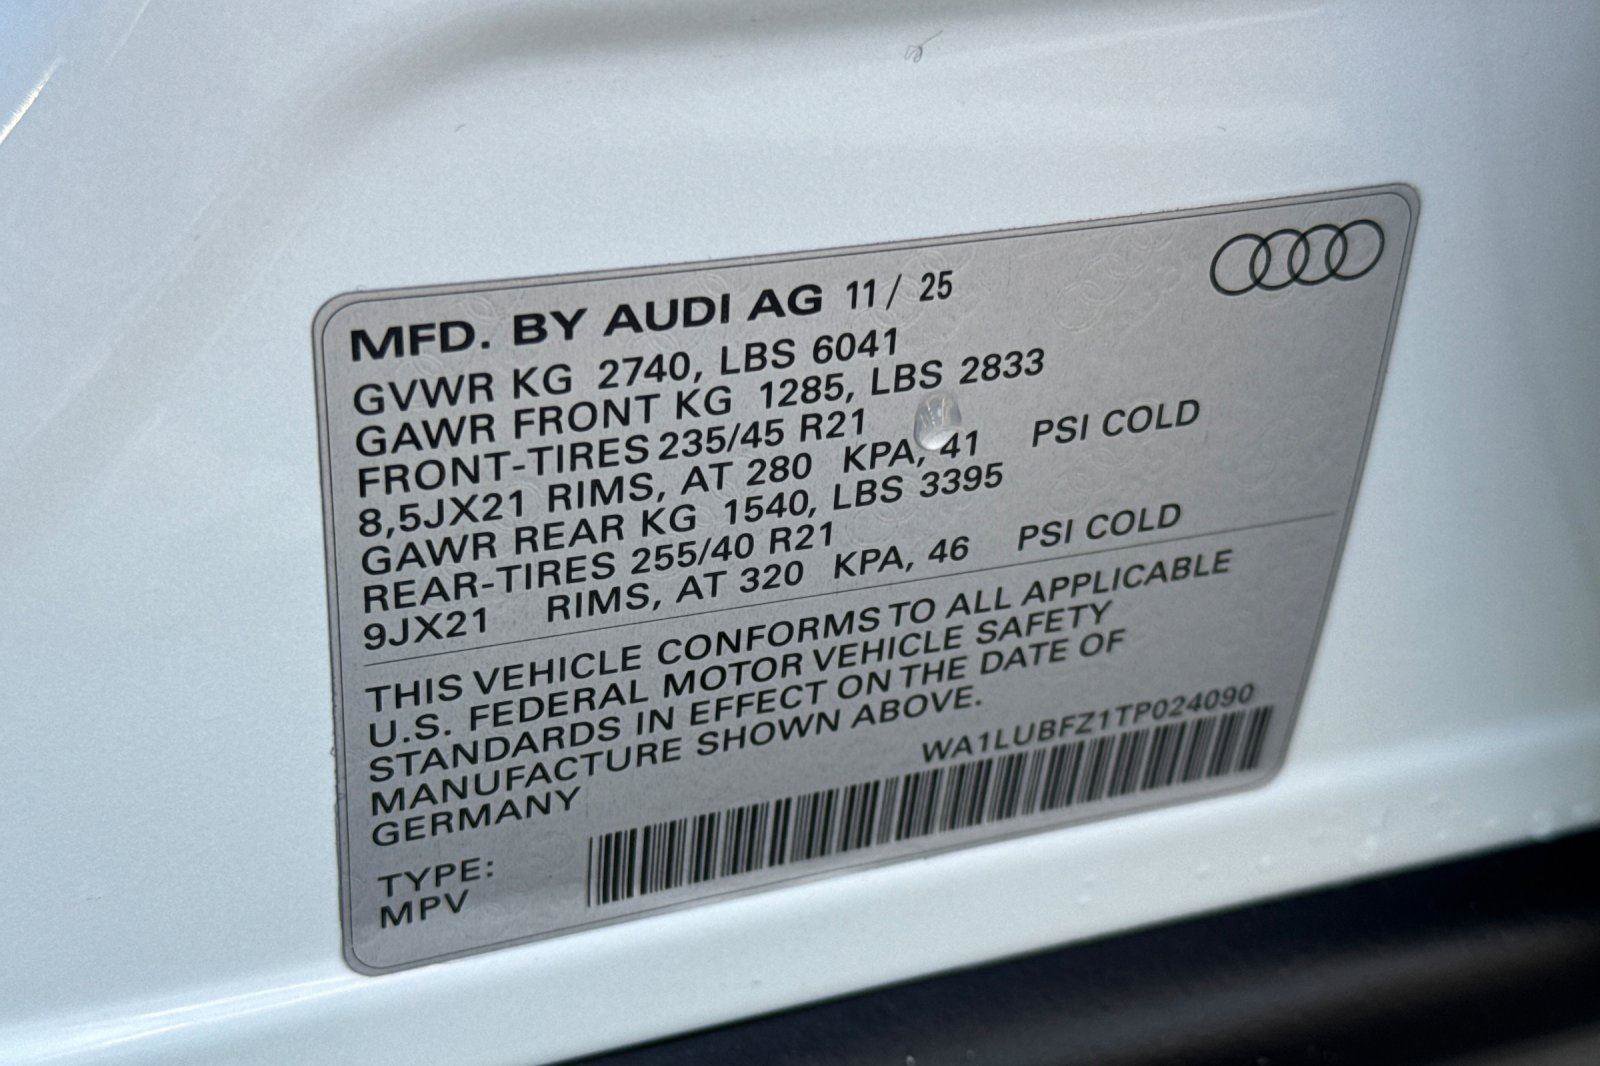 MFD. BY AUDI AG 11/ 25
GVWR KG 2740, LBS 6041
GAWR FRONT KG 1285, LBS 2833
FRONT-TIRES 235/45 R21
8,5JX21 RIMS, AT 280 KPA, 41 PSI COLD
GAWR REAR KG 1540, LBS 3395
REAR-TIRES 255/40 R21
9JX21 RIMS, AT 320 KPA, 46 PSI COLD
THIS VEHICLE CONFORMS TO ALL APPLICABLE
U.S. FEDERAL MOTOR VEHICLE SAFETY
STANDARDS IN EFFECT ON THE DATE OF
MANUFACTURE SHOWN ABOVE.
GERMANY
WA1LUBFZ1TP024090
TYPE:
MPV